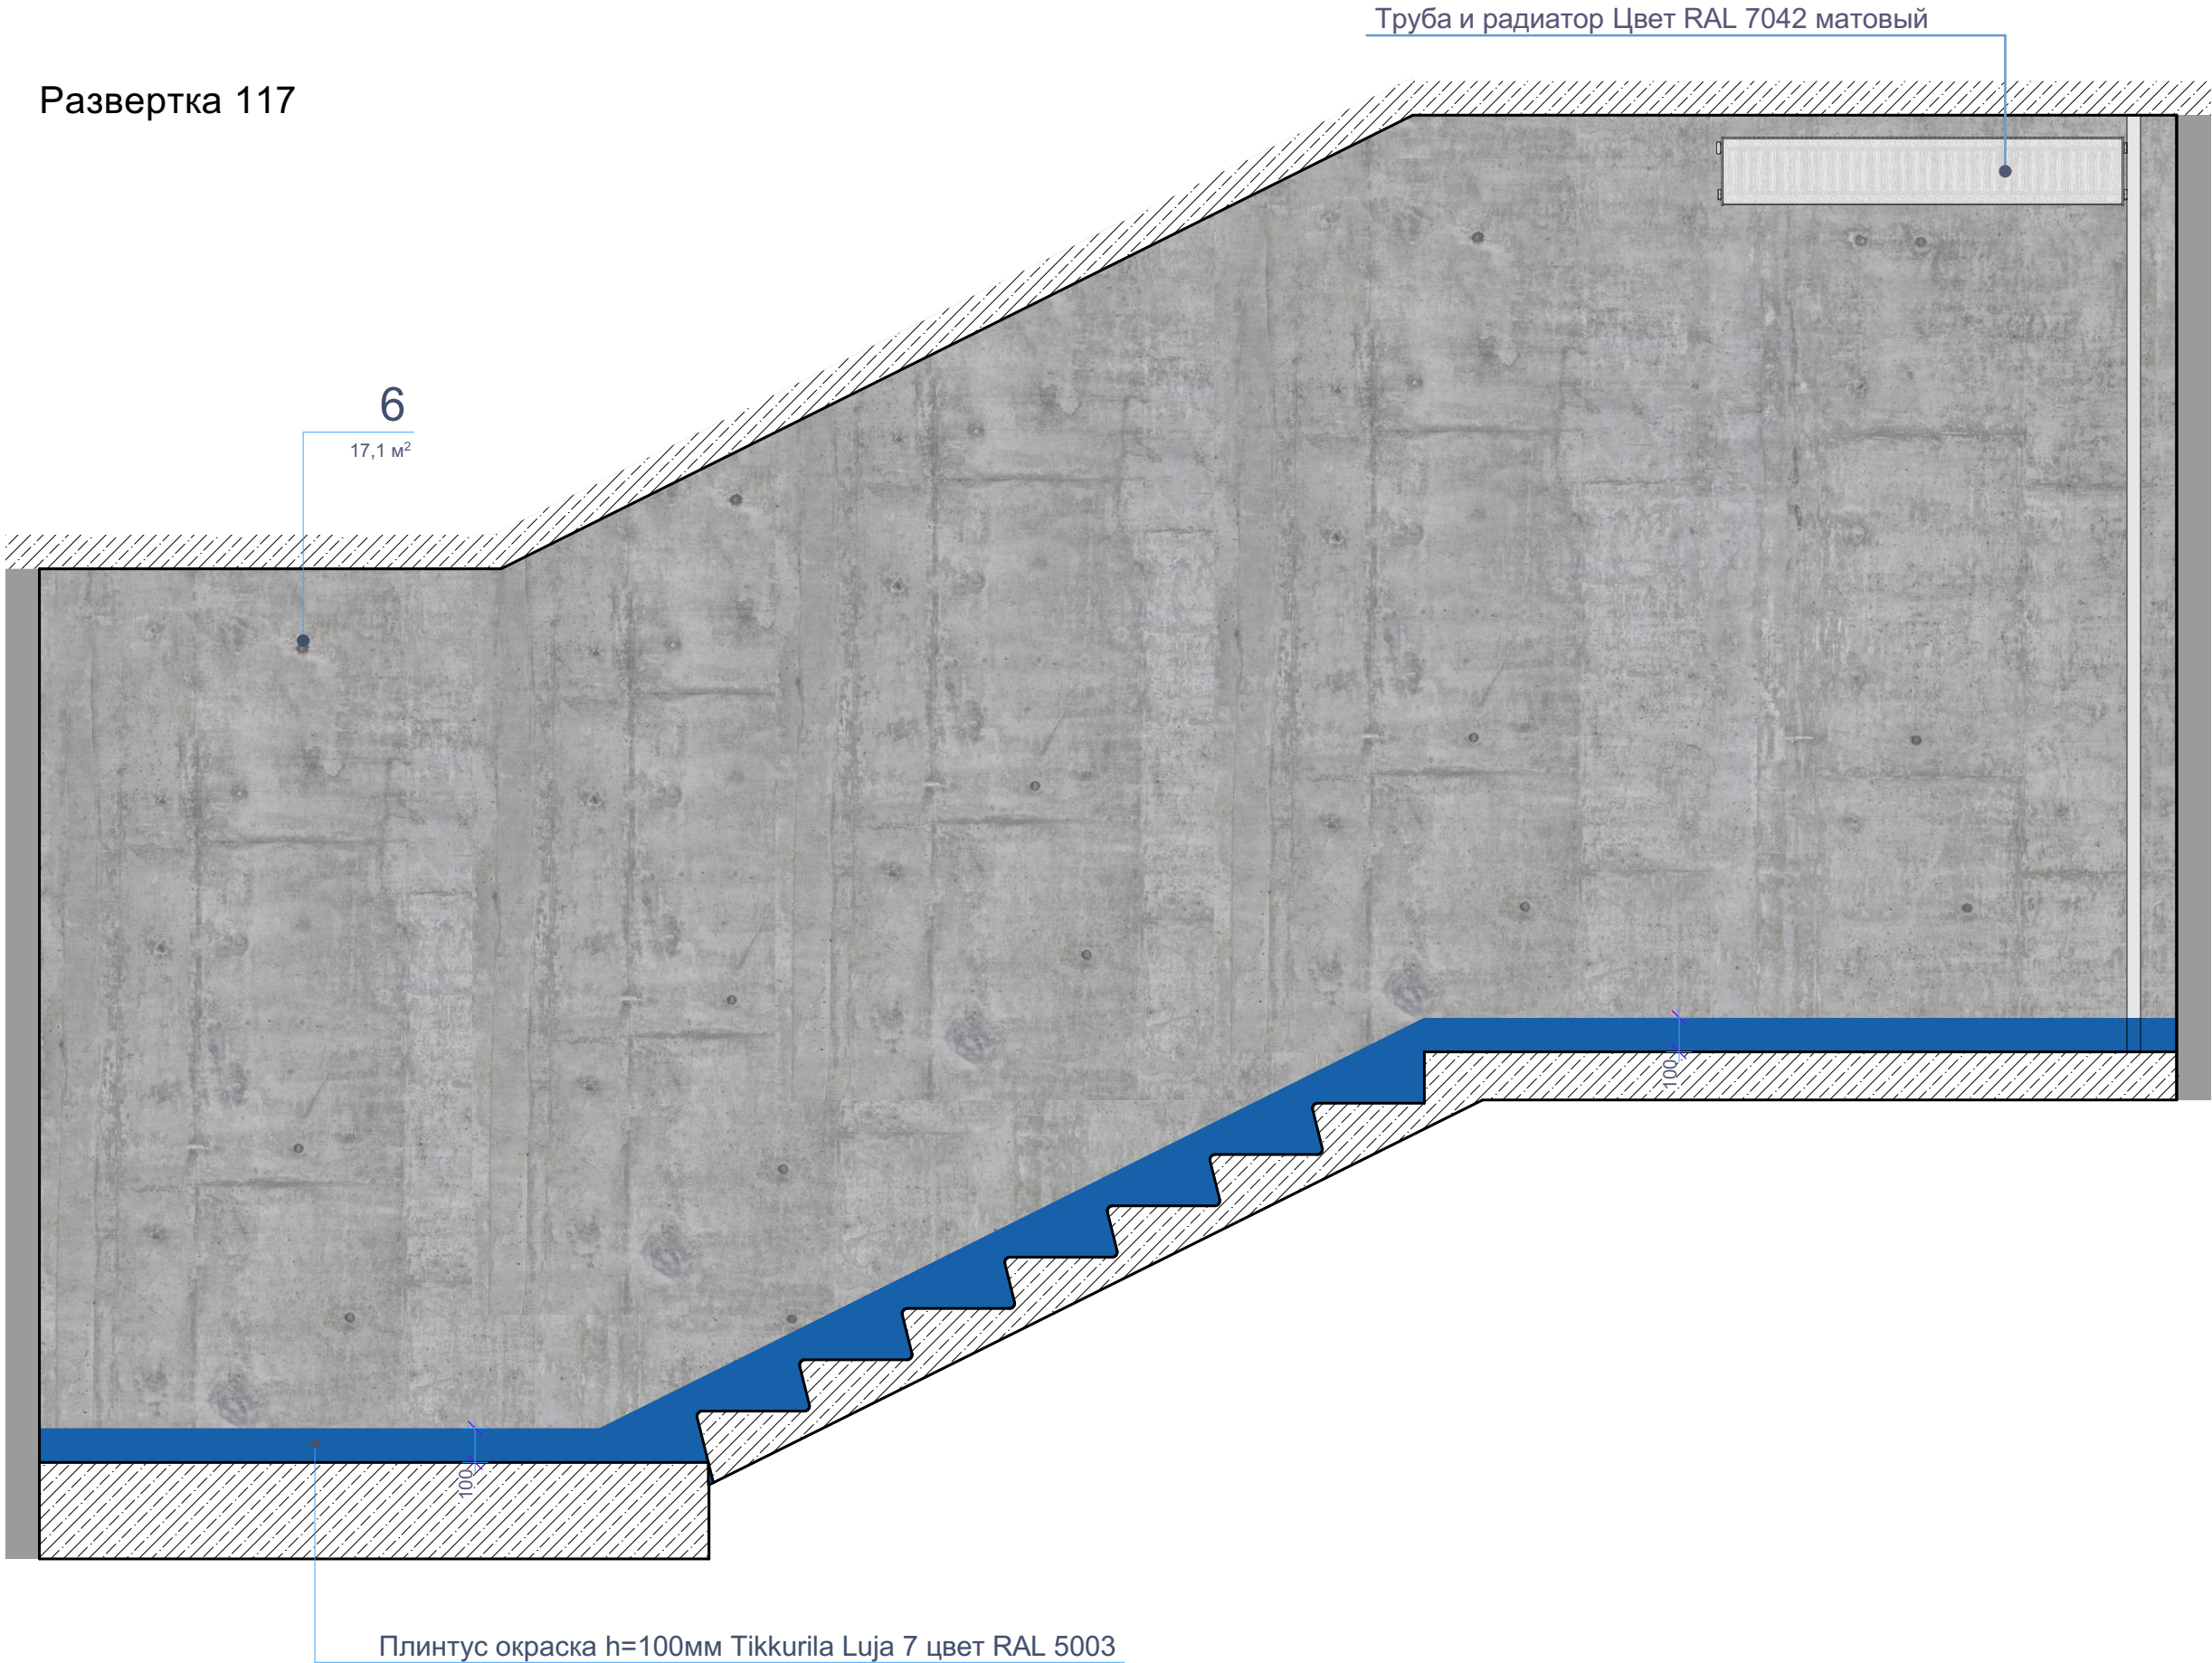 Труба и радиатор Цвет RAL 7042 матовый
Развертка 117
6
17,1 м²
100
100
Плинтус окраска h=100мм Tikkurila Luja 7 цвет RAL 5003